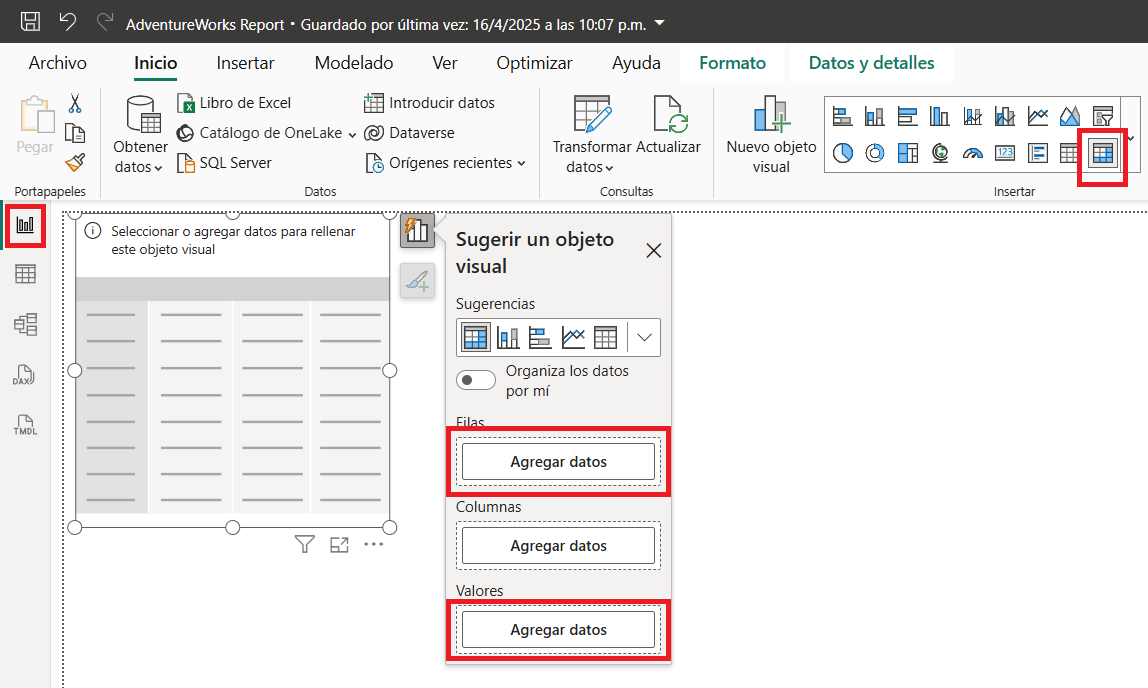 AdventureWorks Report • Guardado por última vez: 16/4/2025 a las 10:07 p.m.
Archivo Inicio Insertar Modelado Ver Optimizar Ayuda Formato Datos y detalles
Pegar
Portapapeles
Obtener
datos
Libro de Excel
Catálogo de OneLake
SQL Server
Introducir datos
Dataverse
Orígenes recientes
Datos
Transformar
datos
Actualizar
Consultas
Nuevo objeto
visual
123
Insertar
DAX
TMDL
Seleccionar o agregar datos para rellenar
este objeto visual
Sugerir un objeto
visual
Sugerencias
Organiza los datos
por mí
Filas
Agregar datos
Columnas
Agregar datos
Valores
Agregar datos